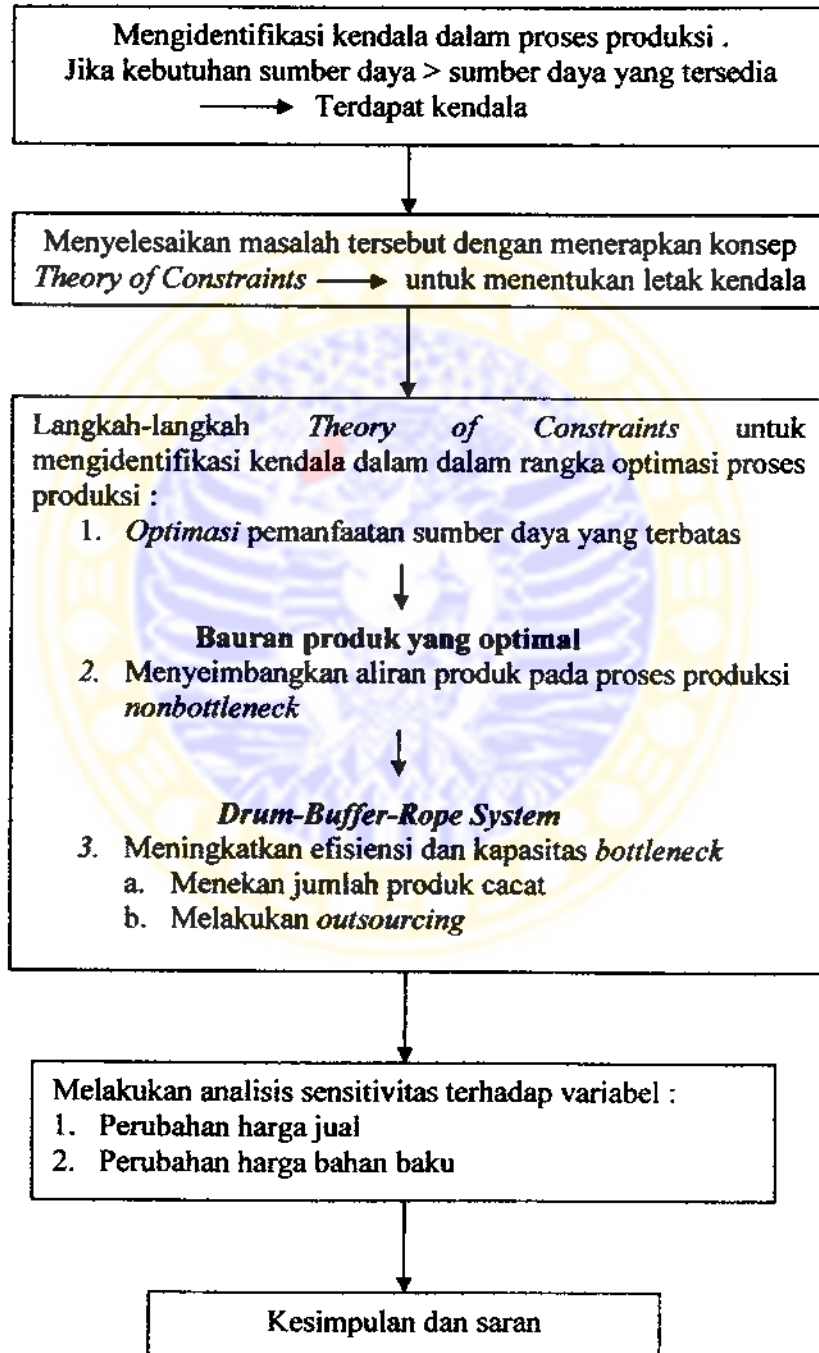 Mengidentifikasi kendala dalam proses produksi .
Jika kebutuhan sumber daya > sumber daya yang tersedia
⟶ Terdapat kendala
Menyelesaikan masalah tersebut dengan menerapkan konsep
Theory of Constraints ⟶ untuk menentukan letak kendala
Langkah-langkah Theory of Constraints untuk
mengidentifikasi kendala dalam dalam rangka optimasi proses
produksi :
1. Optimasi pemanfaatan sumber daya yang terbatas
Bauran produk yang optimal
2. Menyeimbangkan aliran produk pada proses produksi
nonbottleneck
Drum-Buffer-Rope System
3. Meningkatkan efisiensi dan kapasitas bottleneck
a. Menekan jumlah produk cacat
b. Melakukan outsourcing
Melakukan analisis sensitivitas terhadap variabel :
1. Perubahan harga jual
2. Perubahan harga bahan baku
Kesimpulan dan saran